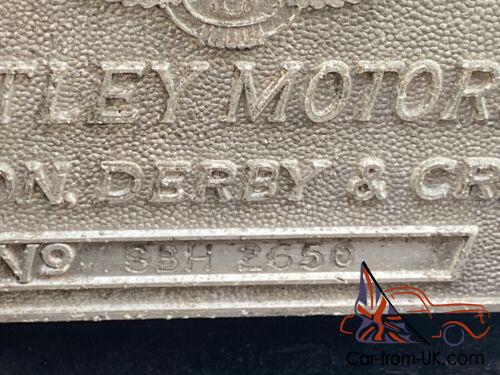 TLEY MOTOR
ON, DERBY & CR
Nº SBH 2650
Car-from-UK.com